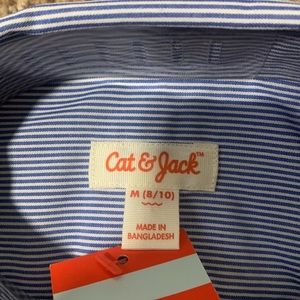 Cat & Jack™
M (8/10)
MADE IN
BANGLADESH